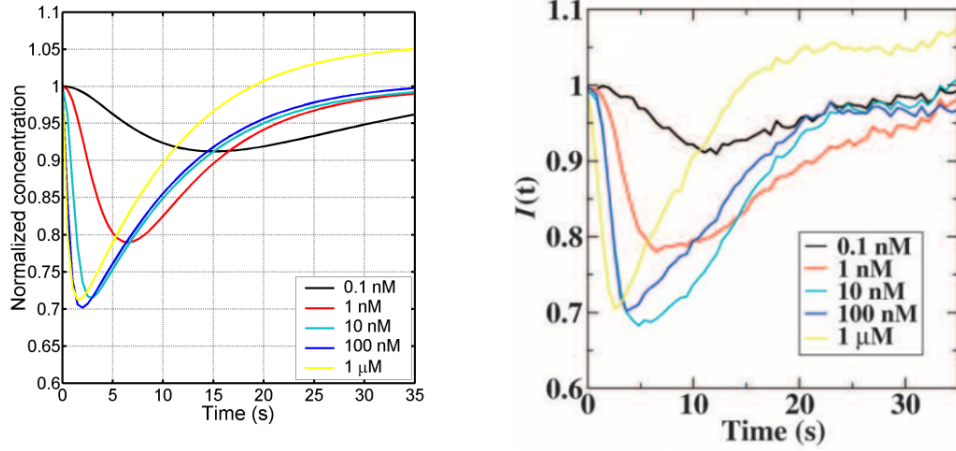 Normalized concentration
1.1
1.05
1
0.95
0.9
0.85
0.8
0.75
0.7
0.65
0.6
0.1 nM
1 nM
10 nM
100 nM
1 μM
0 5 10 15 20 25 30 35
Time (s)
I(t)
1.1
1
0.9
0.8
0.7
0.6
0.1 nM
1 nM
10 nM
100 nM
1 μM
0 10 20 30
Time (s)